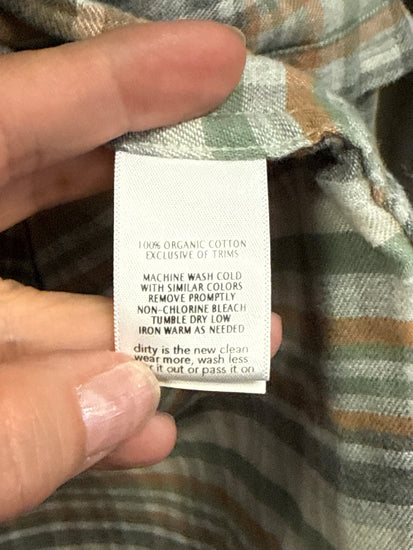 100% ORGANIC COTTON
EXCLUSIVE OF TRIMS
MACHINE WASH COLD
WITH SIMILAR COLORS
REMOVE PROMPTLY
NON-CHLORINE BLEACH
TUMBLE DRY LOW
IRON WARM AS NEEDED
dirty is the new clean
wear more, wash less
it out or pass it on